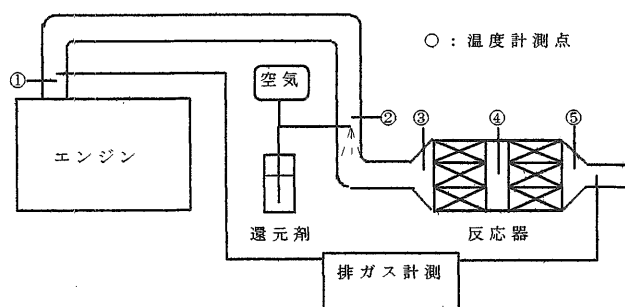 ○：温度計測点
①
空気
②
③
④
⑤
エンジン
還元剤
反応器
排ガス計測